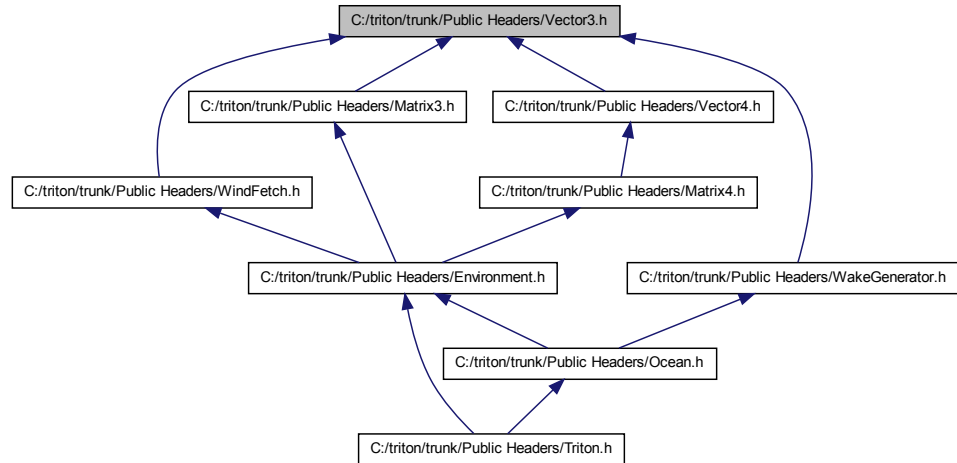 C:/triton/trunk/Public Headers/Vector3.h
C:/triton/trunk/Public Headers/Matrix3.h
C:/triton/trunk/Public Headers/Vector4.h
C:/triton/trunk/Public Headers/WindFetch.h
C:/triton/trunk/Public Headers/Matrix4.h
C:/triton/trunk/Public Headers/Environment.h
C:/triton/trunk/Public Headers/WakeGenerator.h
C:/triton/trunk/Public Headers/Ocean.h
C:/triton/trunk/Public Headers/Triton.h